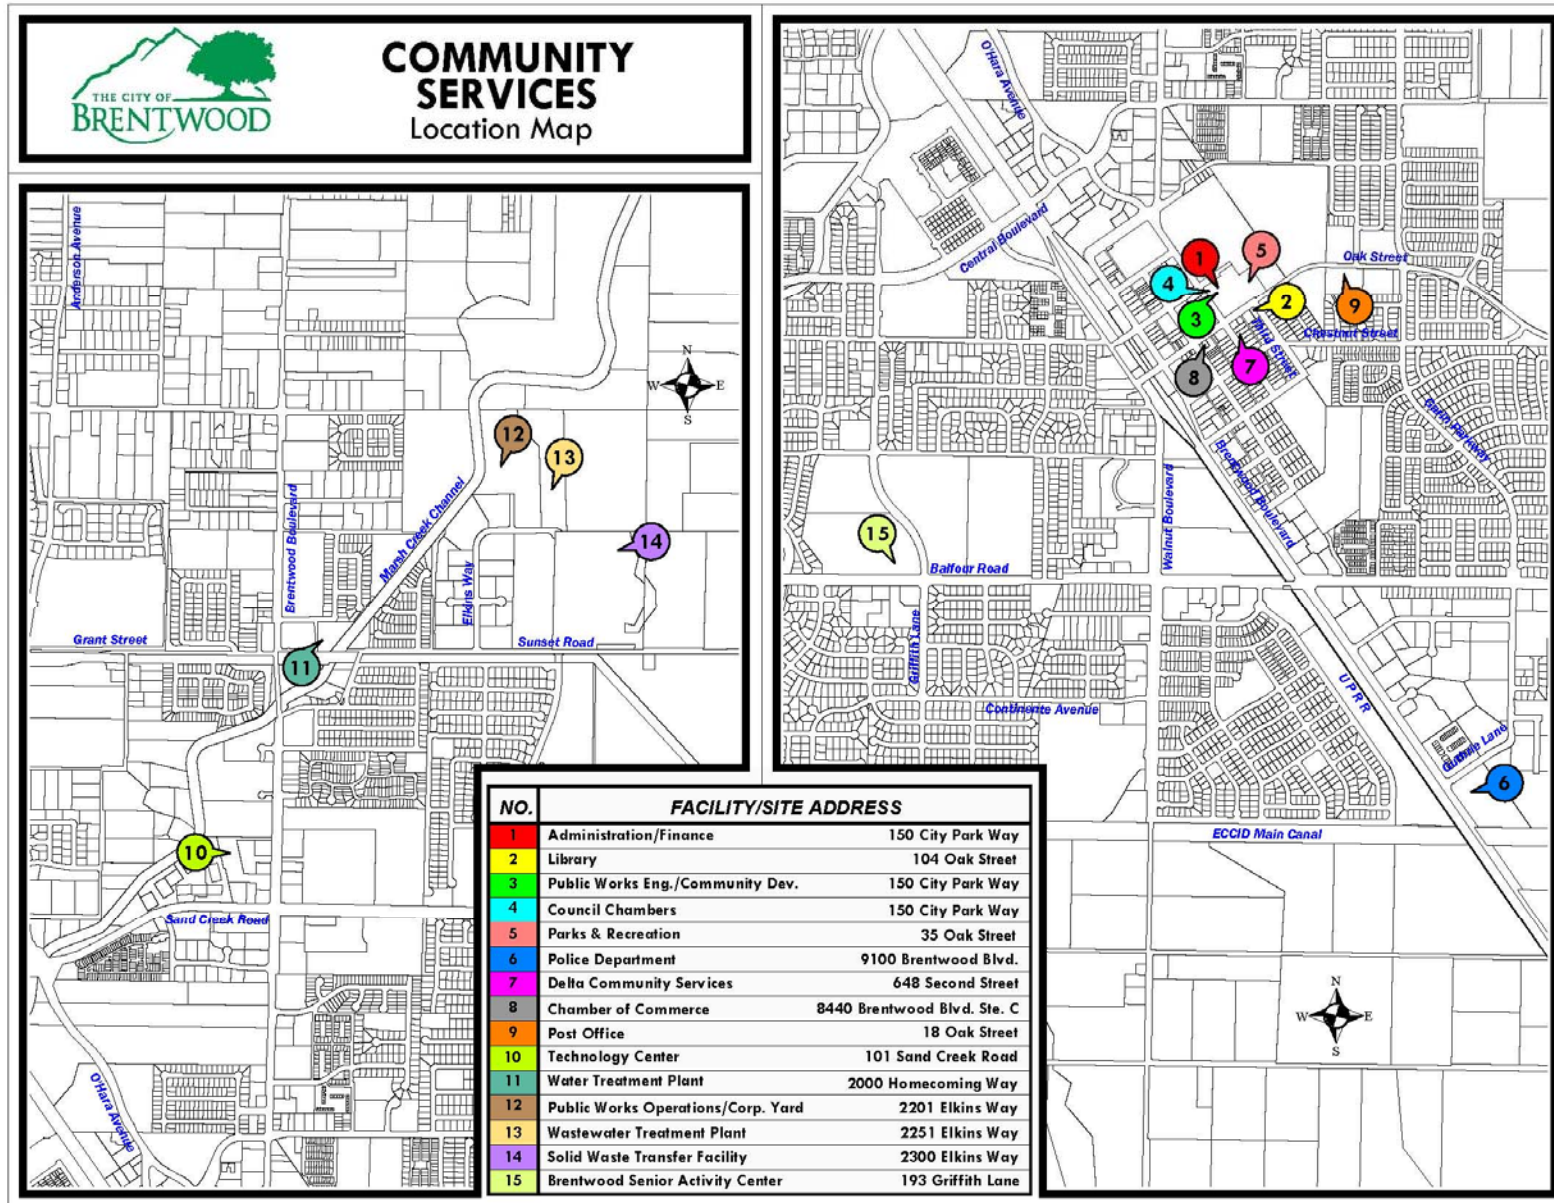 THE CITY OF
BRENTWOOD
COMMUNITY
SERVICES
Location Map
Anderson Avenue
N
W E
S
12
13
Marsh Creek Channel
Brentwood Boulevard
14
Elkins Way
Grant Street
Sunset Road
11
10
Sand Creek Road
O'Hara Avenue
O'Hara Avenue
Central Boulevard
1
5
Oak Street
4
2
3
9
Third Street
Chestnut Street
8
7
Garin Parkway
Brentwood Boulevard
Walnut Boulevard
15
Balfour Road
Griffith Lane
Continente Avenue
UPRR
Guthrie Lane
6
ECCID Main Canal
N
W E
S
NO. FACILITY/SITE ADDRESS
1 Administration/Finance 150 City Park Way
2 Library 104 Oak Street
3 Public Works Eng./Community Dev. 150 City Park Way
4 Council Chambers 150 City Park Way
5 Parks & Recreation 35 Oak Street
6 Police Department 9100 Brentwood Blvd.
7 Delta Community Services 648 Second Street
8 Chamber of Commerce 8440 Brentwood Blvd. Ste. C
9 Post Office 18 Oak Street
10 Technology Center 101 Sand Creek Road
11 Water Treatment Plant 2000 Homecoming Way
12 Public Works Operations/Corp. Yard 2201 Elkins Way
13 Wastewater Treatment Plant 2251 Elkins Way
14 Solid Waste Transfer Facility 2300 Elkins Way
15 Brentwood Senior Activity Center 193 Griffith Lane